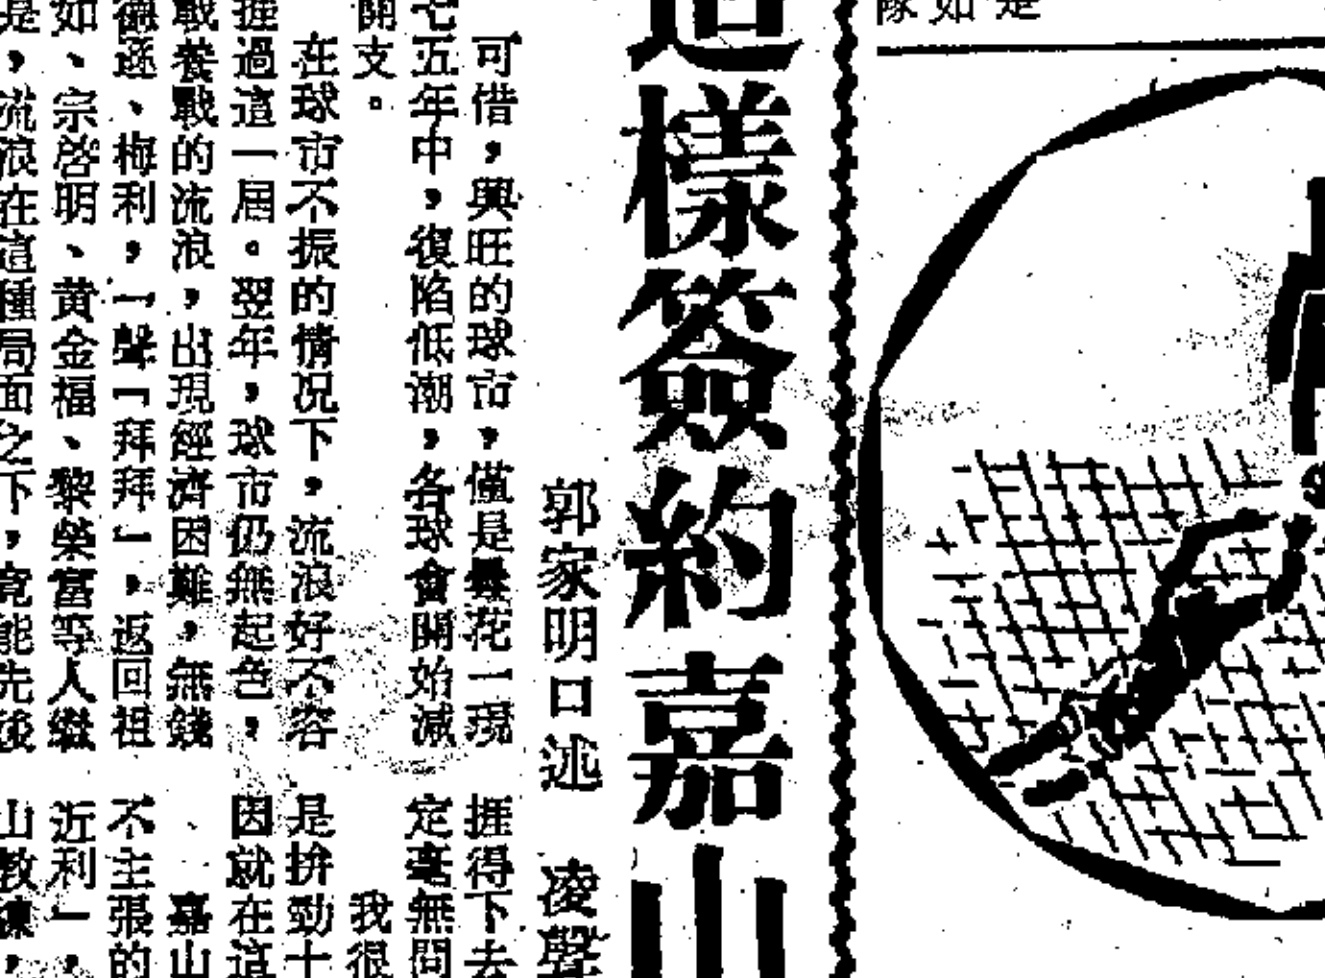 隊如是
這樣簽約嘉山
郭家明口述 凌聲
可惜，興旺的球市，僅是曇花一現
七五年中，復陷低潮，各球會開始減
開支。
在球市不振的情況下，流浪好不容
捱過這一屆。翌年，球市仍無起色，
戰養戰的流浪，出現經濟困難，無錢
德遜、梅利，一聲「拜拜」，返回祖
如、宗啓明、黃金福、黎榮富等人繼
是，流浪在這種局面之下，竟能先後
捱得下去
定毫無問
我很
是拚勁十
因就在這
嘉山
不主張的
近利」，
山教練，